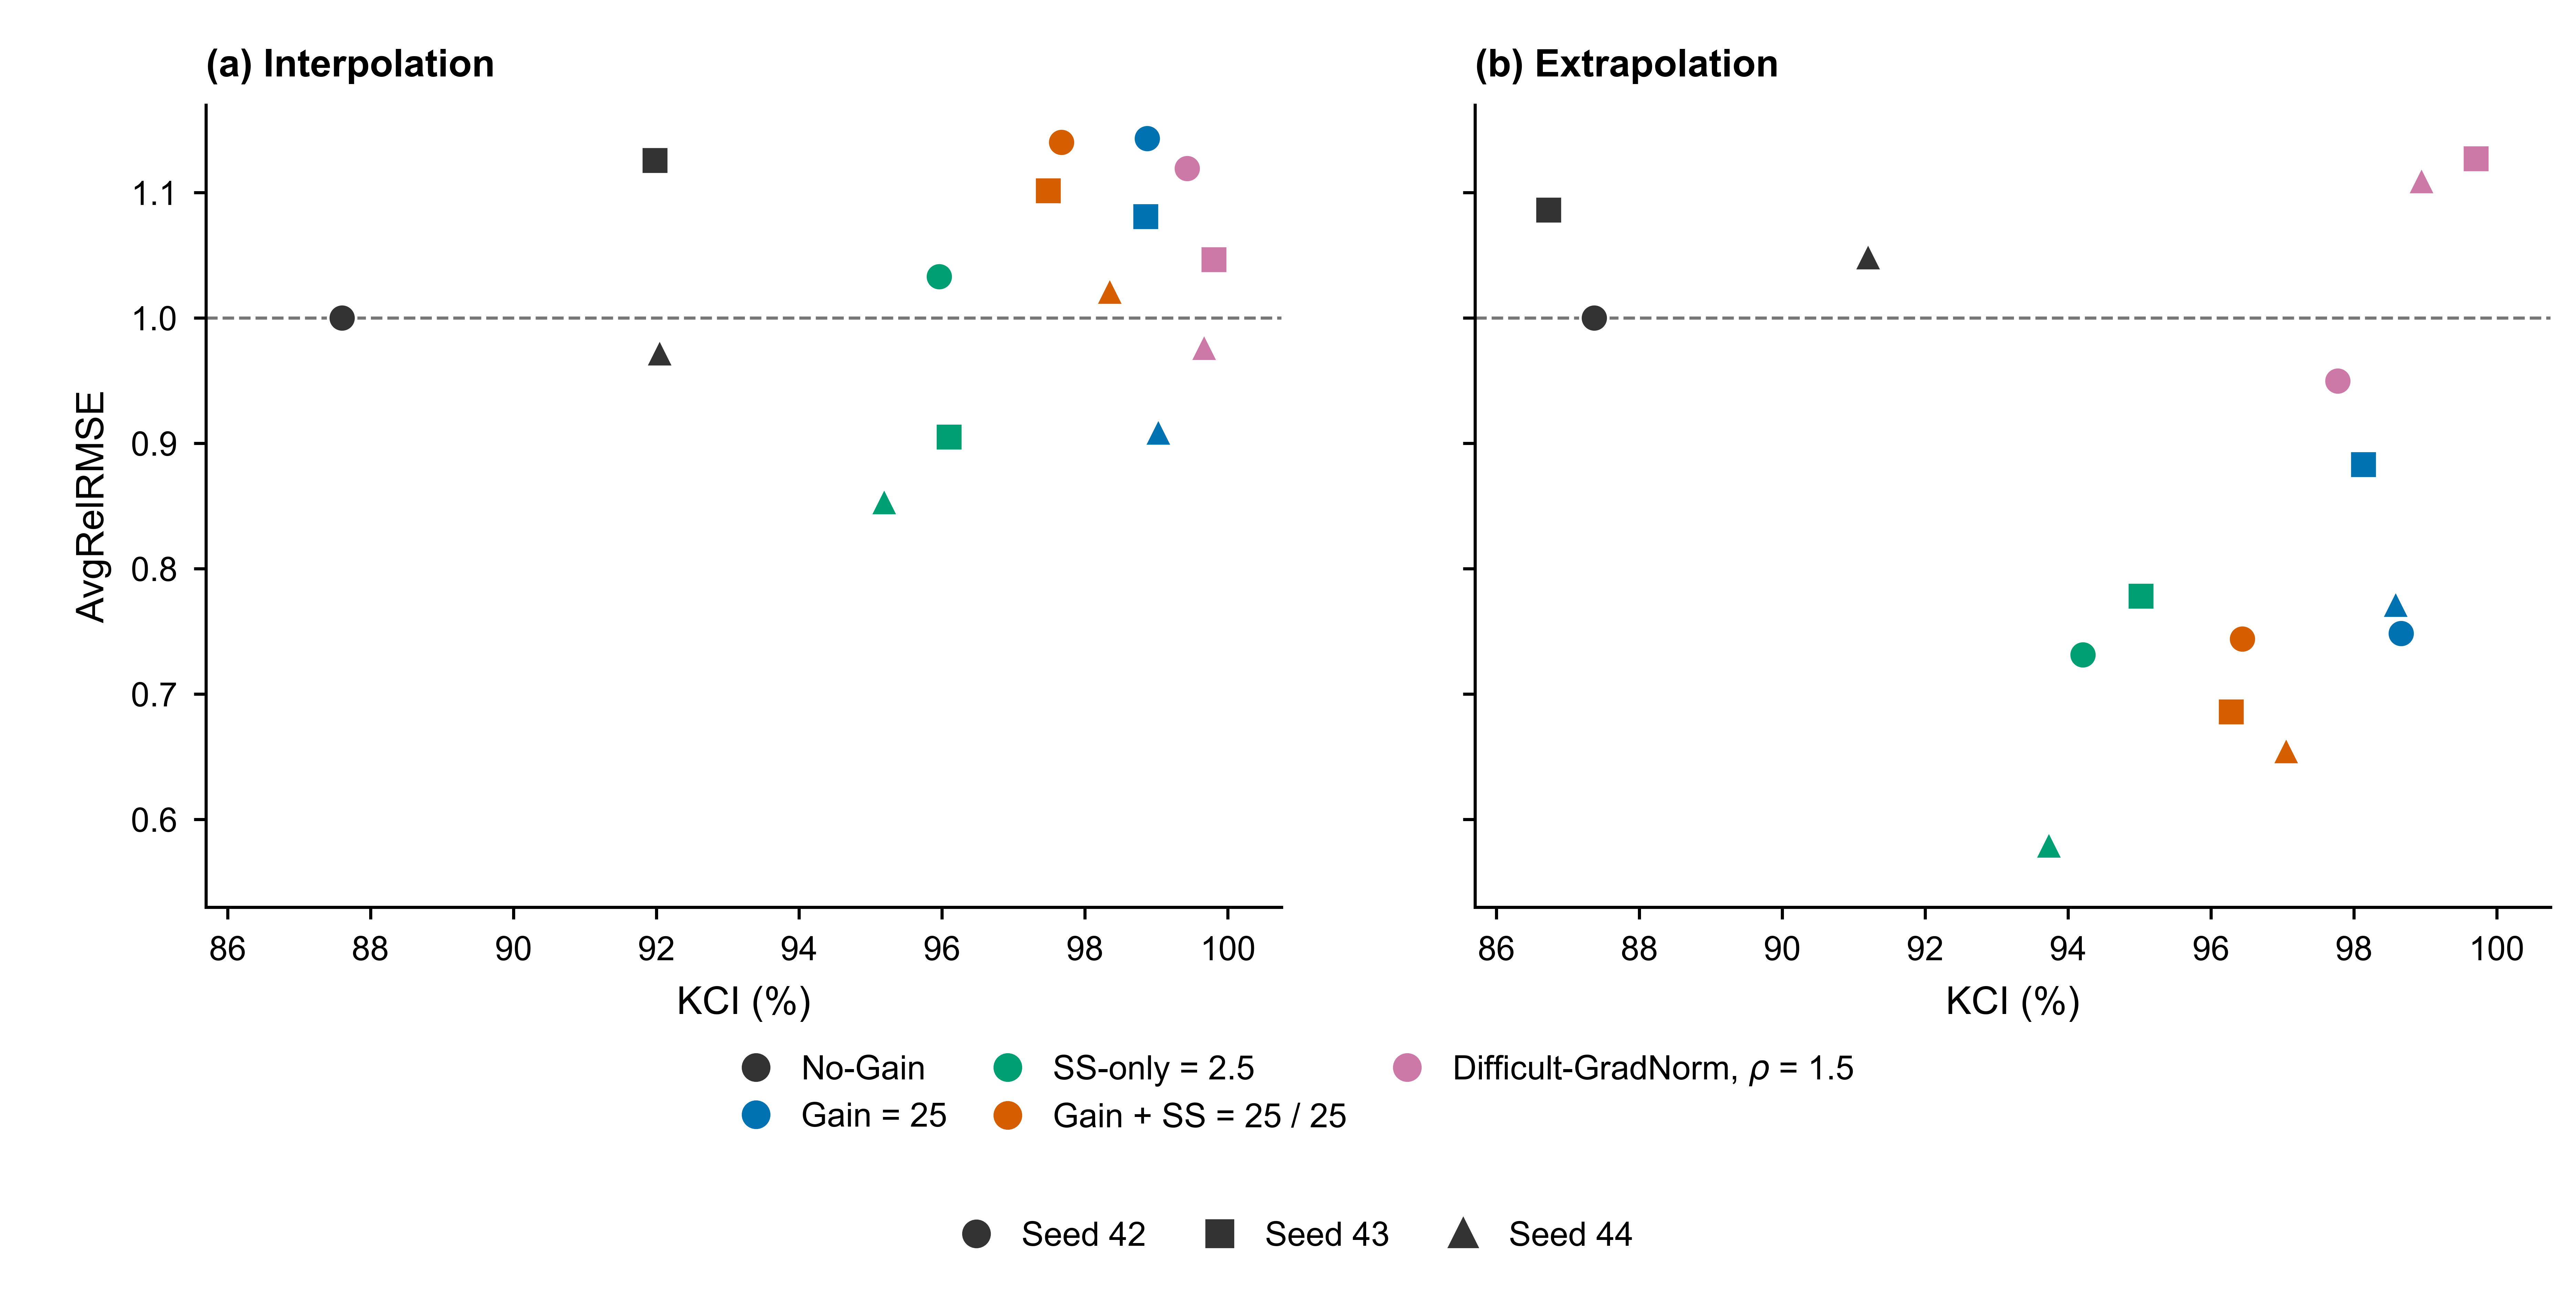 (a) Interpolation
(b) Extrapolation
AvgRelRMSE
1.1
1.0
0.9
0.8
0.7
0.6
86 88 90 92 94 96 98 100
86 88 90 92 94 96 98 100
KCI (%)
KCI (%)
No-Gain
SS-only = 2.5
Difficult-GradNorm, ρ = 1.5
Gain = 25
Gain + SS = 25 / 25
Seed 42
Seed 43
Seed 44